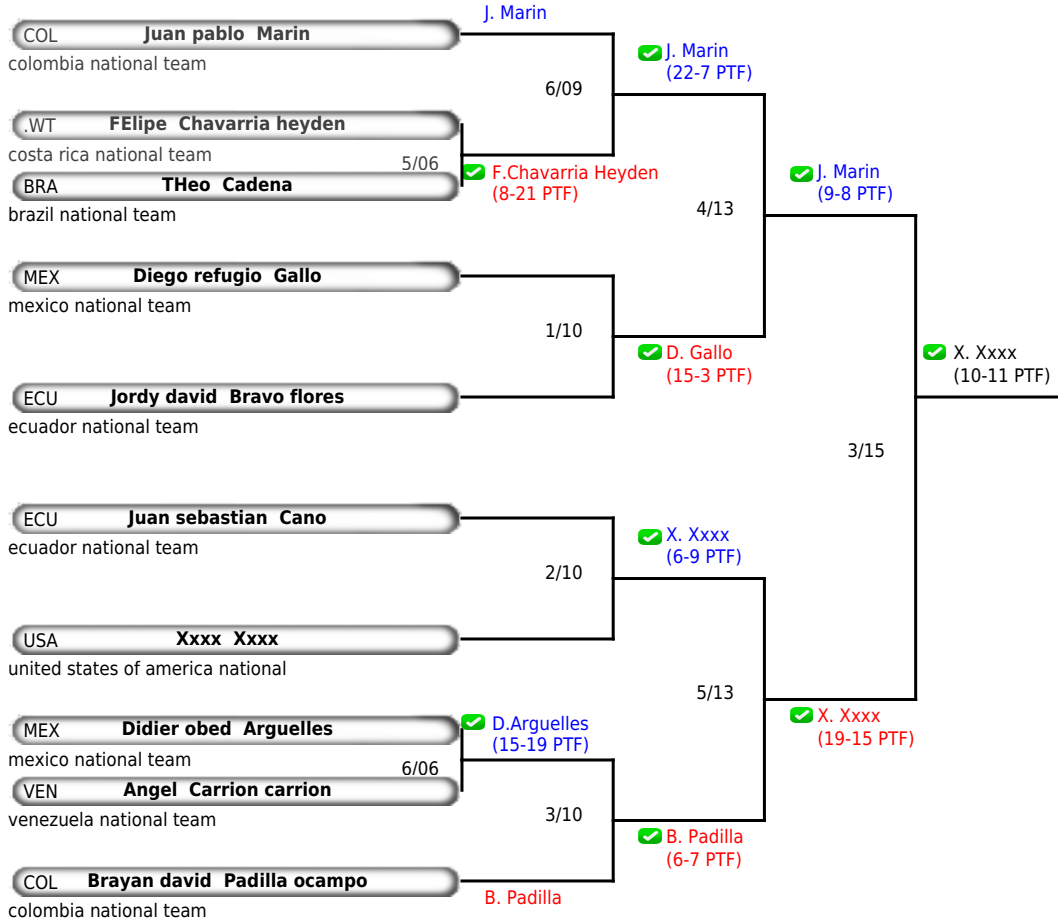 J. Marin
COL Juan pablo Marin
colombia national team
J. Marin
(22-7 PTF)
6/09
.WT FElipe Chavarria heyden
costa rica national team
5/06
F.Chavarria Heyden
(8-21 PTF)
BRA THeo Cadena
brazil national team
J. Marin
(9-8 PTF)
4/13
MEX Diego refugio Gallo
mexico national team
1/10
D. Gallo
(15-3 PTF)
X. Xxxx
(10-11 PTF)
ECU Jordy david Bravo flores
ecuador national team
3/15
ECU Juan sebastian Cano
ecuador national team
X. Xxxx
(6-9 PTF)
2/10
USA Xxxx Xxxx
united states of america national
5/13
X. Xxxx
(19-15 PTF)
MEX Didier obed Arguelles
mexico national team
D.Arguelles
(15-19 PTF)
6/06
VEN Angel Carrion carrion
venezuela national team
3/10
B. Padilla
(6-7 PTF)
COL Brayan david Padilla ocampo
colombia national team
B. Padilla